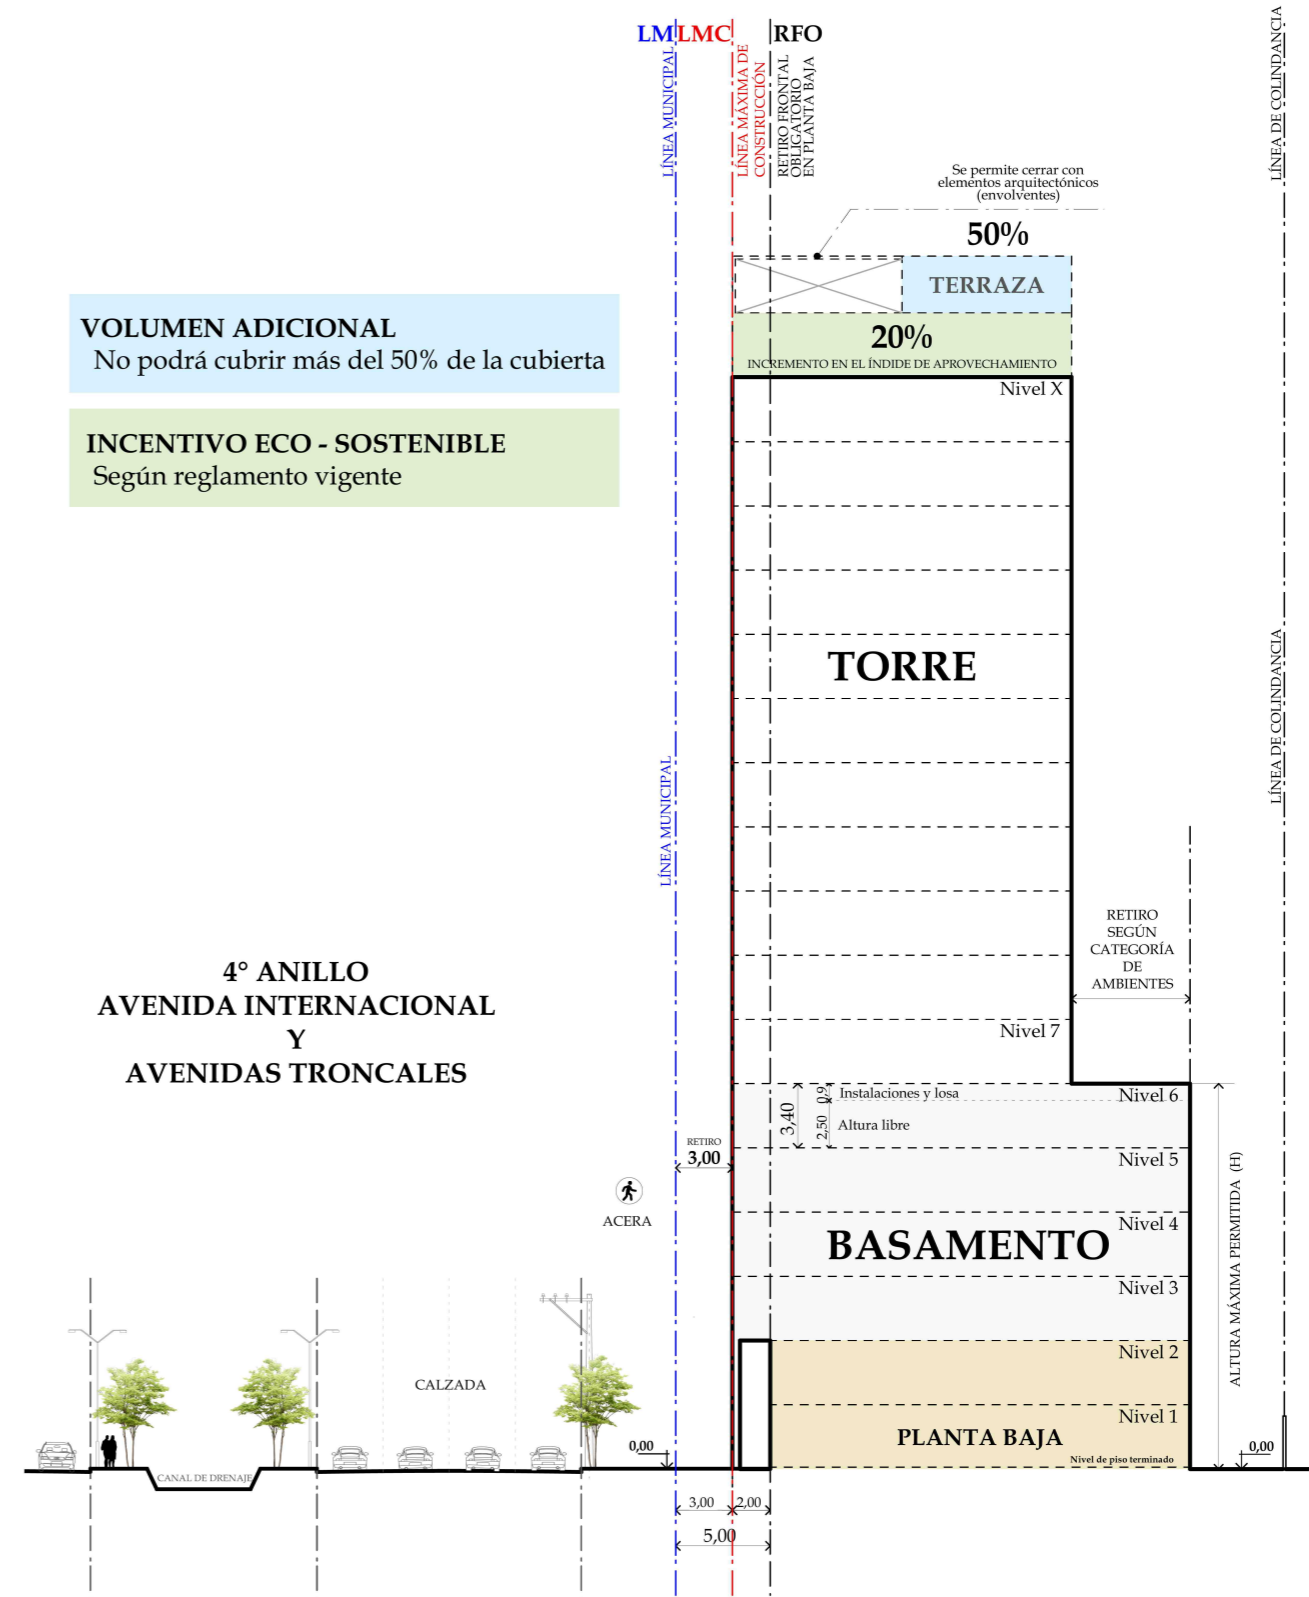 LM LMC RFO
LÍNEA MUNICIPAL
LÍNEA MÁXIMA DE
CONSTRUCCIÓN
RETIRO FRONTAL
OBLIGATORIO
EN PLANTA BAJA
LÍNEA DE COLINDANCIA
Se permite cerrar con
elementos arquitectónicos
(envolventes)
50%
TERRAZA
20%
INCREMENTO EN EL ÍNDIDE DE APROVECHAMIENTO
VOLUMEN ADICIONAL
No podrá cubrir más del 50% de la cubierta
INCENTIVO ECO - SOSTENIBLE
Según reglamento vigente
Nivel X
TORRE
LÍNEA DE COLINDANCIA
LÍNEA MUNICIPAL
RETIRO
SEGÚN
CATEGORÍA
DE
AMBIENTES
4° ANILLO
AVENIDA INTERNACIONAL
Y
AVENIDAS TRONCALES
Nivel 7
Nivel 6
0,9
Instalaciones y losa
3,40
2,50
Altura libre
RETIRO
3,00
Nivel 5
ACERA
Nivel 4
BASAMENTO
ALTURA MÁXIMA PERMITIDA (H)
Nivel 3
Nivel 2
CALZADA
Nivel 1
PLANTA BAJA
Nivel de piso terminado
0,00
0,00
CANAL DE DRENAJE
3,00
2,00
5,00